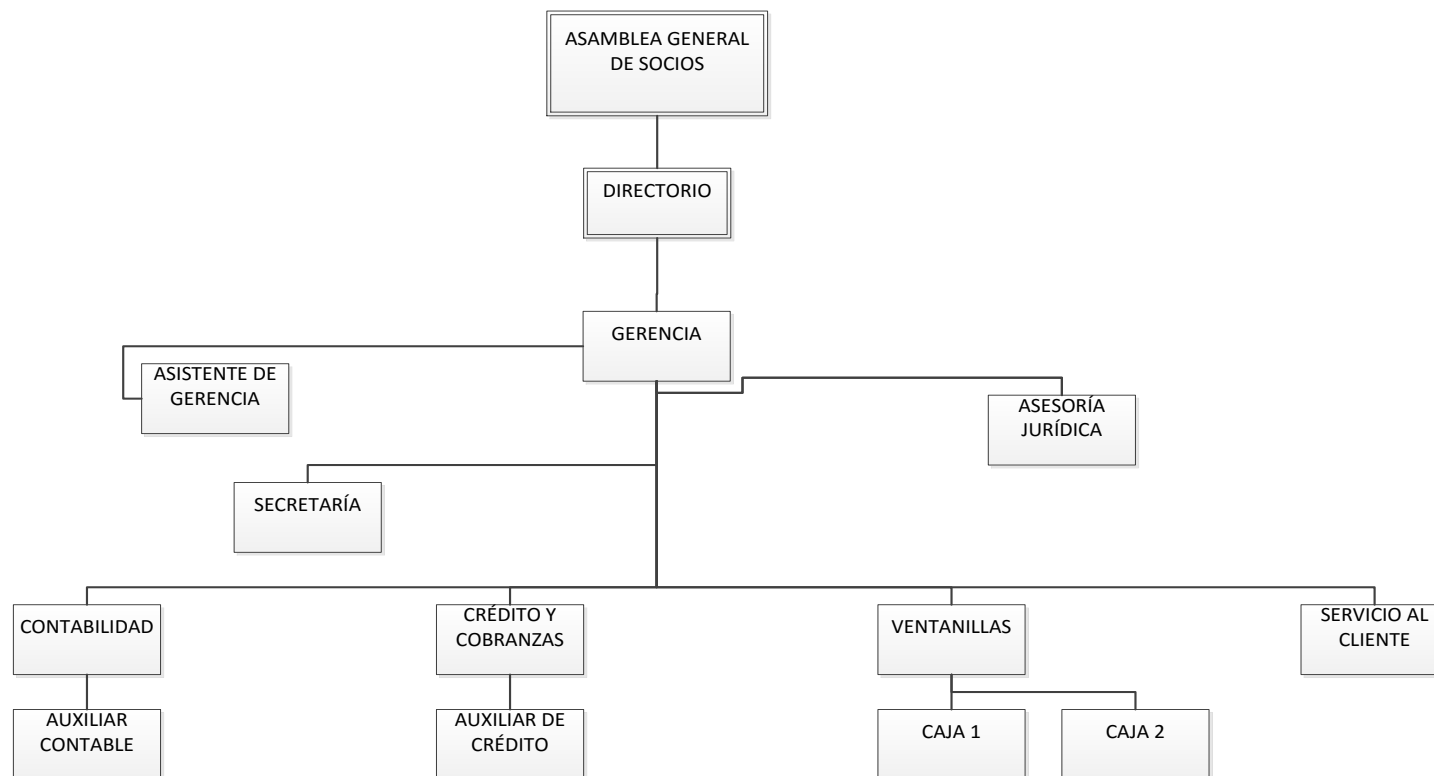 ASAMBLEA GENERAL
DE SOCIOS
DIRECTORIO
GERENCIA
ASISTENTE DE
GERENCIA
ASESORÍA
JURÍDICA
SECRETARÍA
CONTABILIDAD
CRÉDITO Y
COBRANZAS
VENTANILLAS
SERVICIO AL
CLIENTE
AUXILIAR
CONTABLE
AUXILIAR DE
CRÉDITO
CAJA 1
CAJA 2